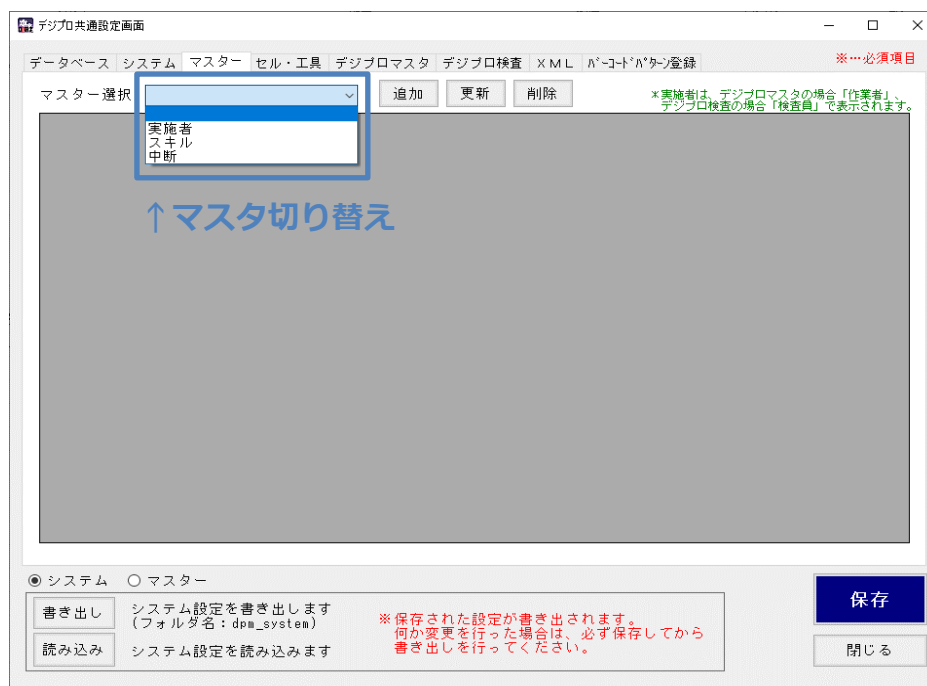 デジプロ共通設定画面
データベース システム マスター セル・工具 デジプロマスタ デジプロ検査 XML バーコードパターン登録
※…必須項目
マスター選択 追加 更新 削除
*実施者は、デジプロマスタの場合「作業者」、
デジプロ検査の場合「検査員」で表示されます。
実施者
スキル
中断
↑マスタ切り替え
システム マスター
書き出し システム設定を書き出します
(フォルダ名:dpm_system)
※保存された設定が書き出されます。
何か変更を行った場合は、必ず保存してから
書き出しを行ってください。
読み込み システム設定を読み込みます
保存
閉じる